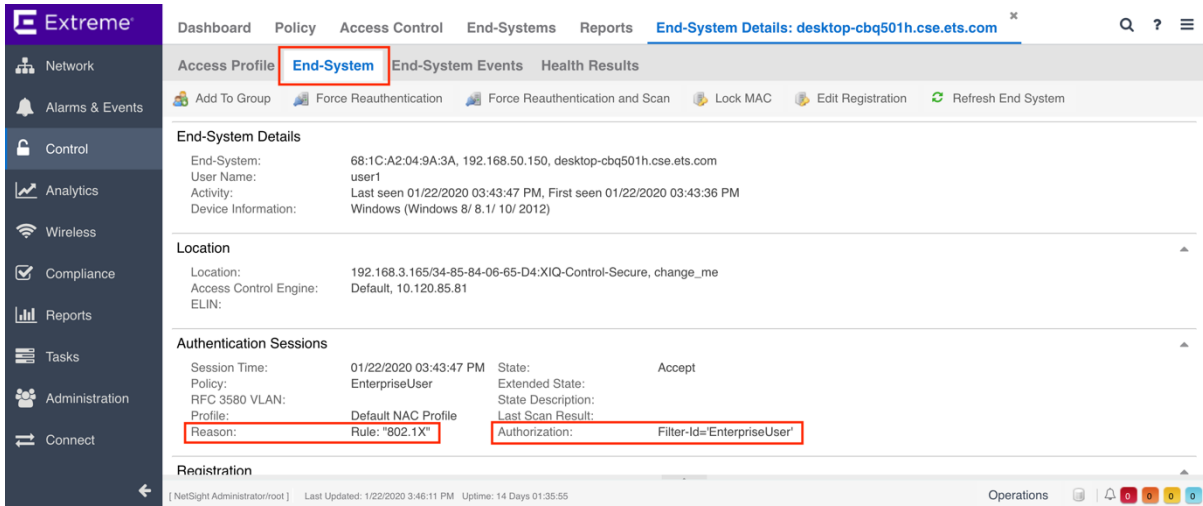 Extreme
Dashboard Policy Access Control End-Systems Reports End-System Details: desktop-cbq501h.cse.ets.com × ?
Network
Access Profile End-System End-System Events Health Results
Alarms & Events
Add To Group Force Reauthentication Force Reauthentication and Scan Lock MAC Edit Registration Refresh End System
Control
Analytics
Wireless
Compliance
Reports
Tasks
Administration
Connect
End-System Details
End-System: 68:1C:A2:04:9A:3A, 192.168.50.150, desktop-cbq501h.cse.ets.com
User Name: user1
Activity: Last seen 01/22/2020 03:43:47 PM, First seen 01/22/2020 03:43:36 PM
Device Information: Windows (Windows 8/ 8.1/ 10/ 2012)
Location
Location: 192.168.3.165/34-85-84-06-65-D4:XIQ-Control-Secure, change_me
Access Control Engine: Default, 10.120.85.81
ELIN:
Authentication Sessions
Session Time: 01/22/2020 03:43:47 PM State: Accept
Policy: EnterpriseUser Extended State:
RFC 3580 VLAN: State Description:
Profile: Default NAC Profile Last Scan Result:
Reason: Rule: "802.1X" Authorization: Filter-Id='EnterpriseUser'
Registration
[ NetSight Administrator/root ] Last Updated: 1/22/2020 3:46:11 PM Uptime: 14 Days 01:35:55 Operations 0 0 0 0